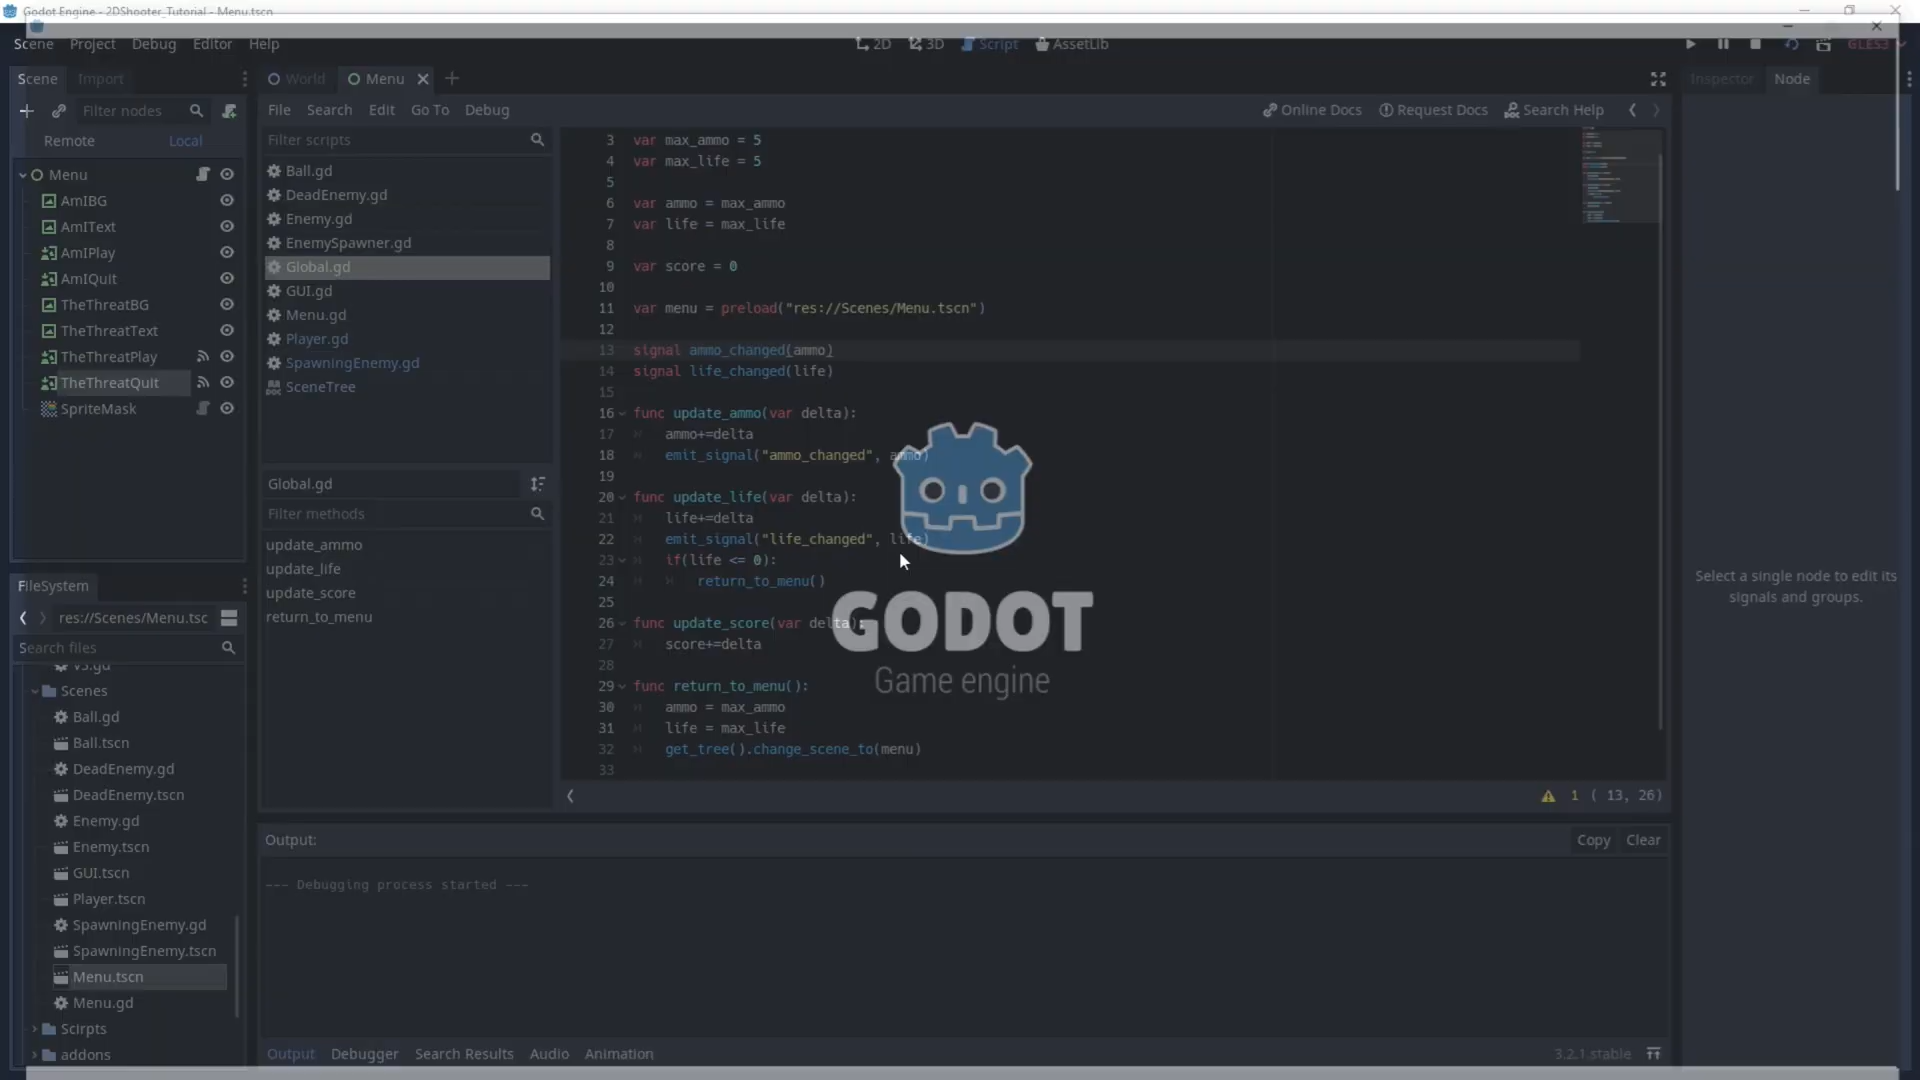 Godot Engine - 2DShooter_Tutorial - Menu.tscn
Scene Project Debug Editor Help
2D 3D Script AssetLib
GLES3
Scene Import
World Menu
Inspector Node
Filter nodes
File Search Edit Go To Debug
Online Docs Request Docs Search Help
Remote Local
Menu
AmIBG
AmIText
AmIPlay
AmIQuit
TheThreatBG
TheThreatText
TheThreatPlay
TheThreatQuit
SpriteMask
Filter scripts
Ball.gd
DeadEnemy.gd
Enemy.gd
EnemySpawner.gd
Global.gd
GUI.gd
Menu.gd
Player.gd
SpawningEnemy.gd
SceneTree
Global.gd
Filter methods
update_ammo
update_life
update_score
return_to_menu
3 var max_ammo = 5
4 var max_life = 5
5
6 var ammo = max_ammo
7 var life = max_life
8
9 var score = 0
10
11 var menu = preload("res://Scenes/Menu.tscn")
12
13 signal ammo_changed(ammo)
14 signal life_changed(life)
15
16 func update_ammo(var delta):
17 ammo+=delta
18 emit_signal("ammo_changed", ammo)
19
20 func update_life(var delta):
21 life+=delta
22 emit_signal("life_changed", life)
23 if(life <= 0):
24 return_to_menu()
25
26 func update_score(var delta):
27 score+=delta
28
29 func return_to_menu():
30 ammo = max_ammo
31 life = max_life
32 get_tree().change_scene_to(menu)
33
GODOT
Game engine
1 ( 13, 26)
Select a single node to edit its
signals and groups.
FileSystem
res://Scenes/Menu.tsc
Search files
V3.gd
Scenes
Ball.gd
Ball.tscn
DeadEnemy.gd
DeadEnemy.tscn
Enemy.gd
Enemy.tscn
GUI.tscn
Player.tscn
SpawningEnemy.gd
SpawningEnemy.tscn
Menu.tscn
Menu.gd
Scirpts
addons
Output:
Copy Clear
--- Debugging process started ---
Output Debugger Search Results Audio Animation
3.2.1.stable